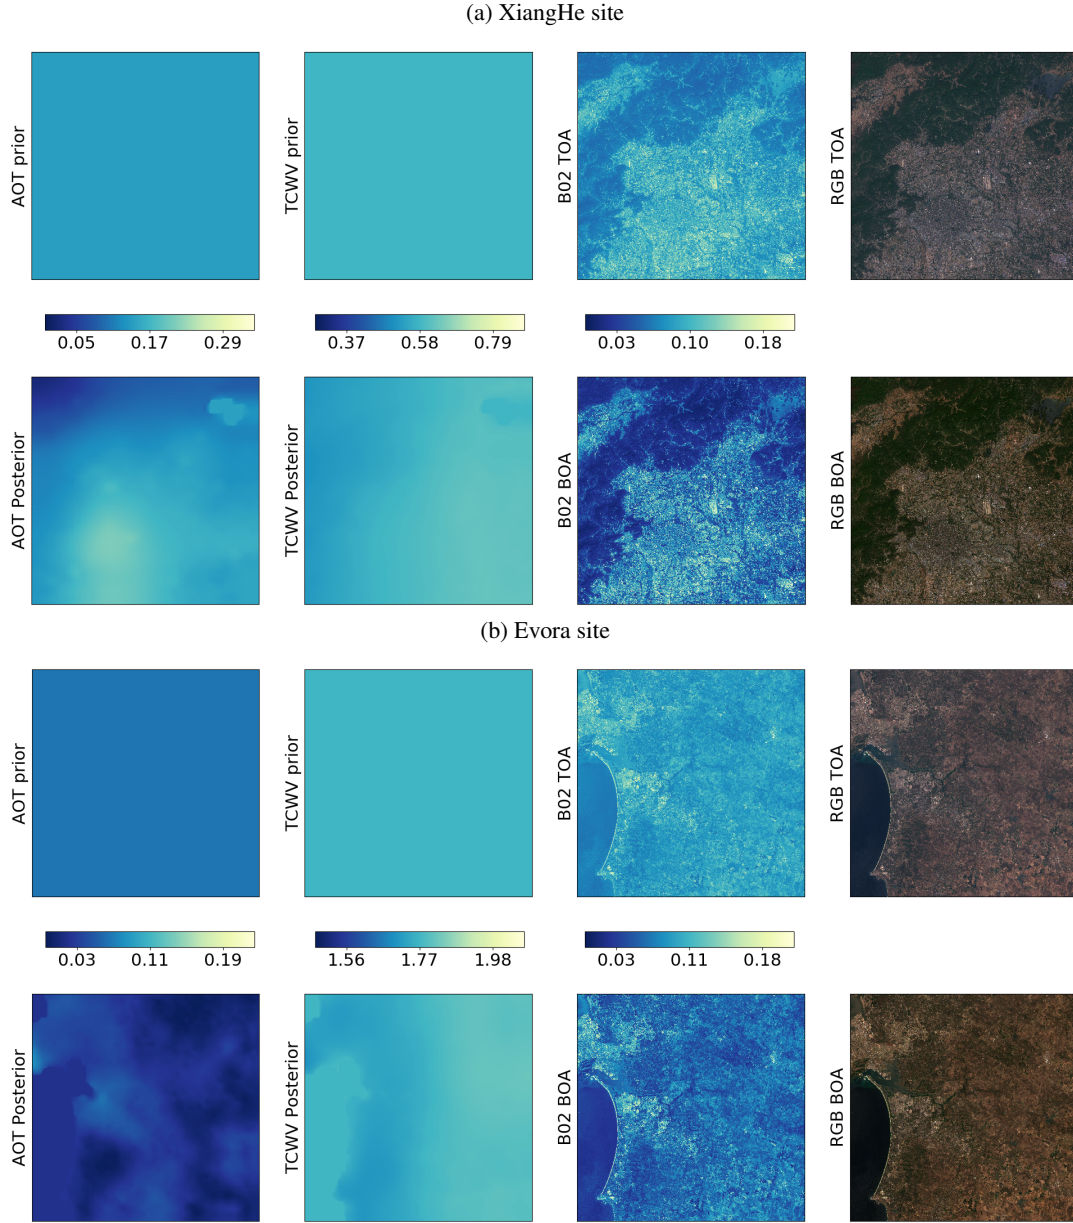 (a) XiangHe site
AOT prior
TCWV prior
B02 TOA
RGB TOA
0.05 0.17 0.29
0.37 0.58 0.79
0.03 0.10 0.18
AOT Posterior
TCWV Posterior
B02 BOA
RGB BOA
(b) Evora site
AOT prior
TCWV prior
B02 TOA
RGB TOA
0.03 0.11 0.19
1.56 1.77 1.98
0.03 0.11 0.18
AOT Posterior
TCWV Posterior
B02 BOA
RGB BOA